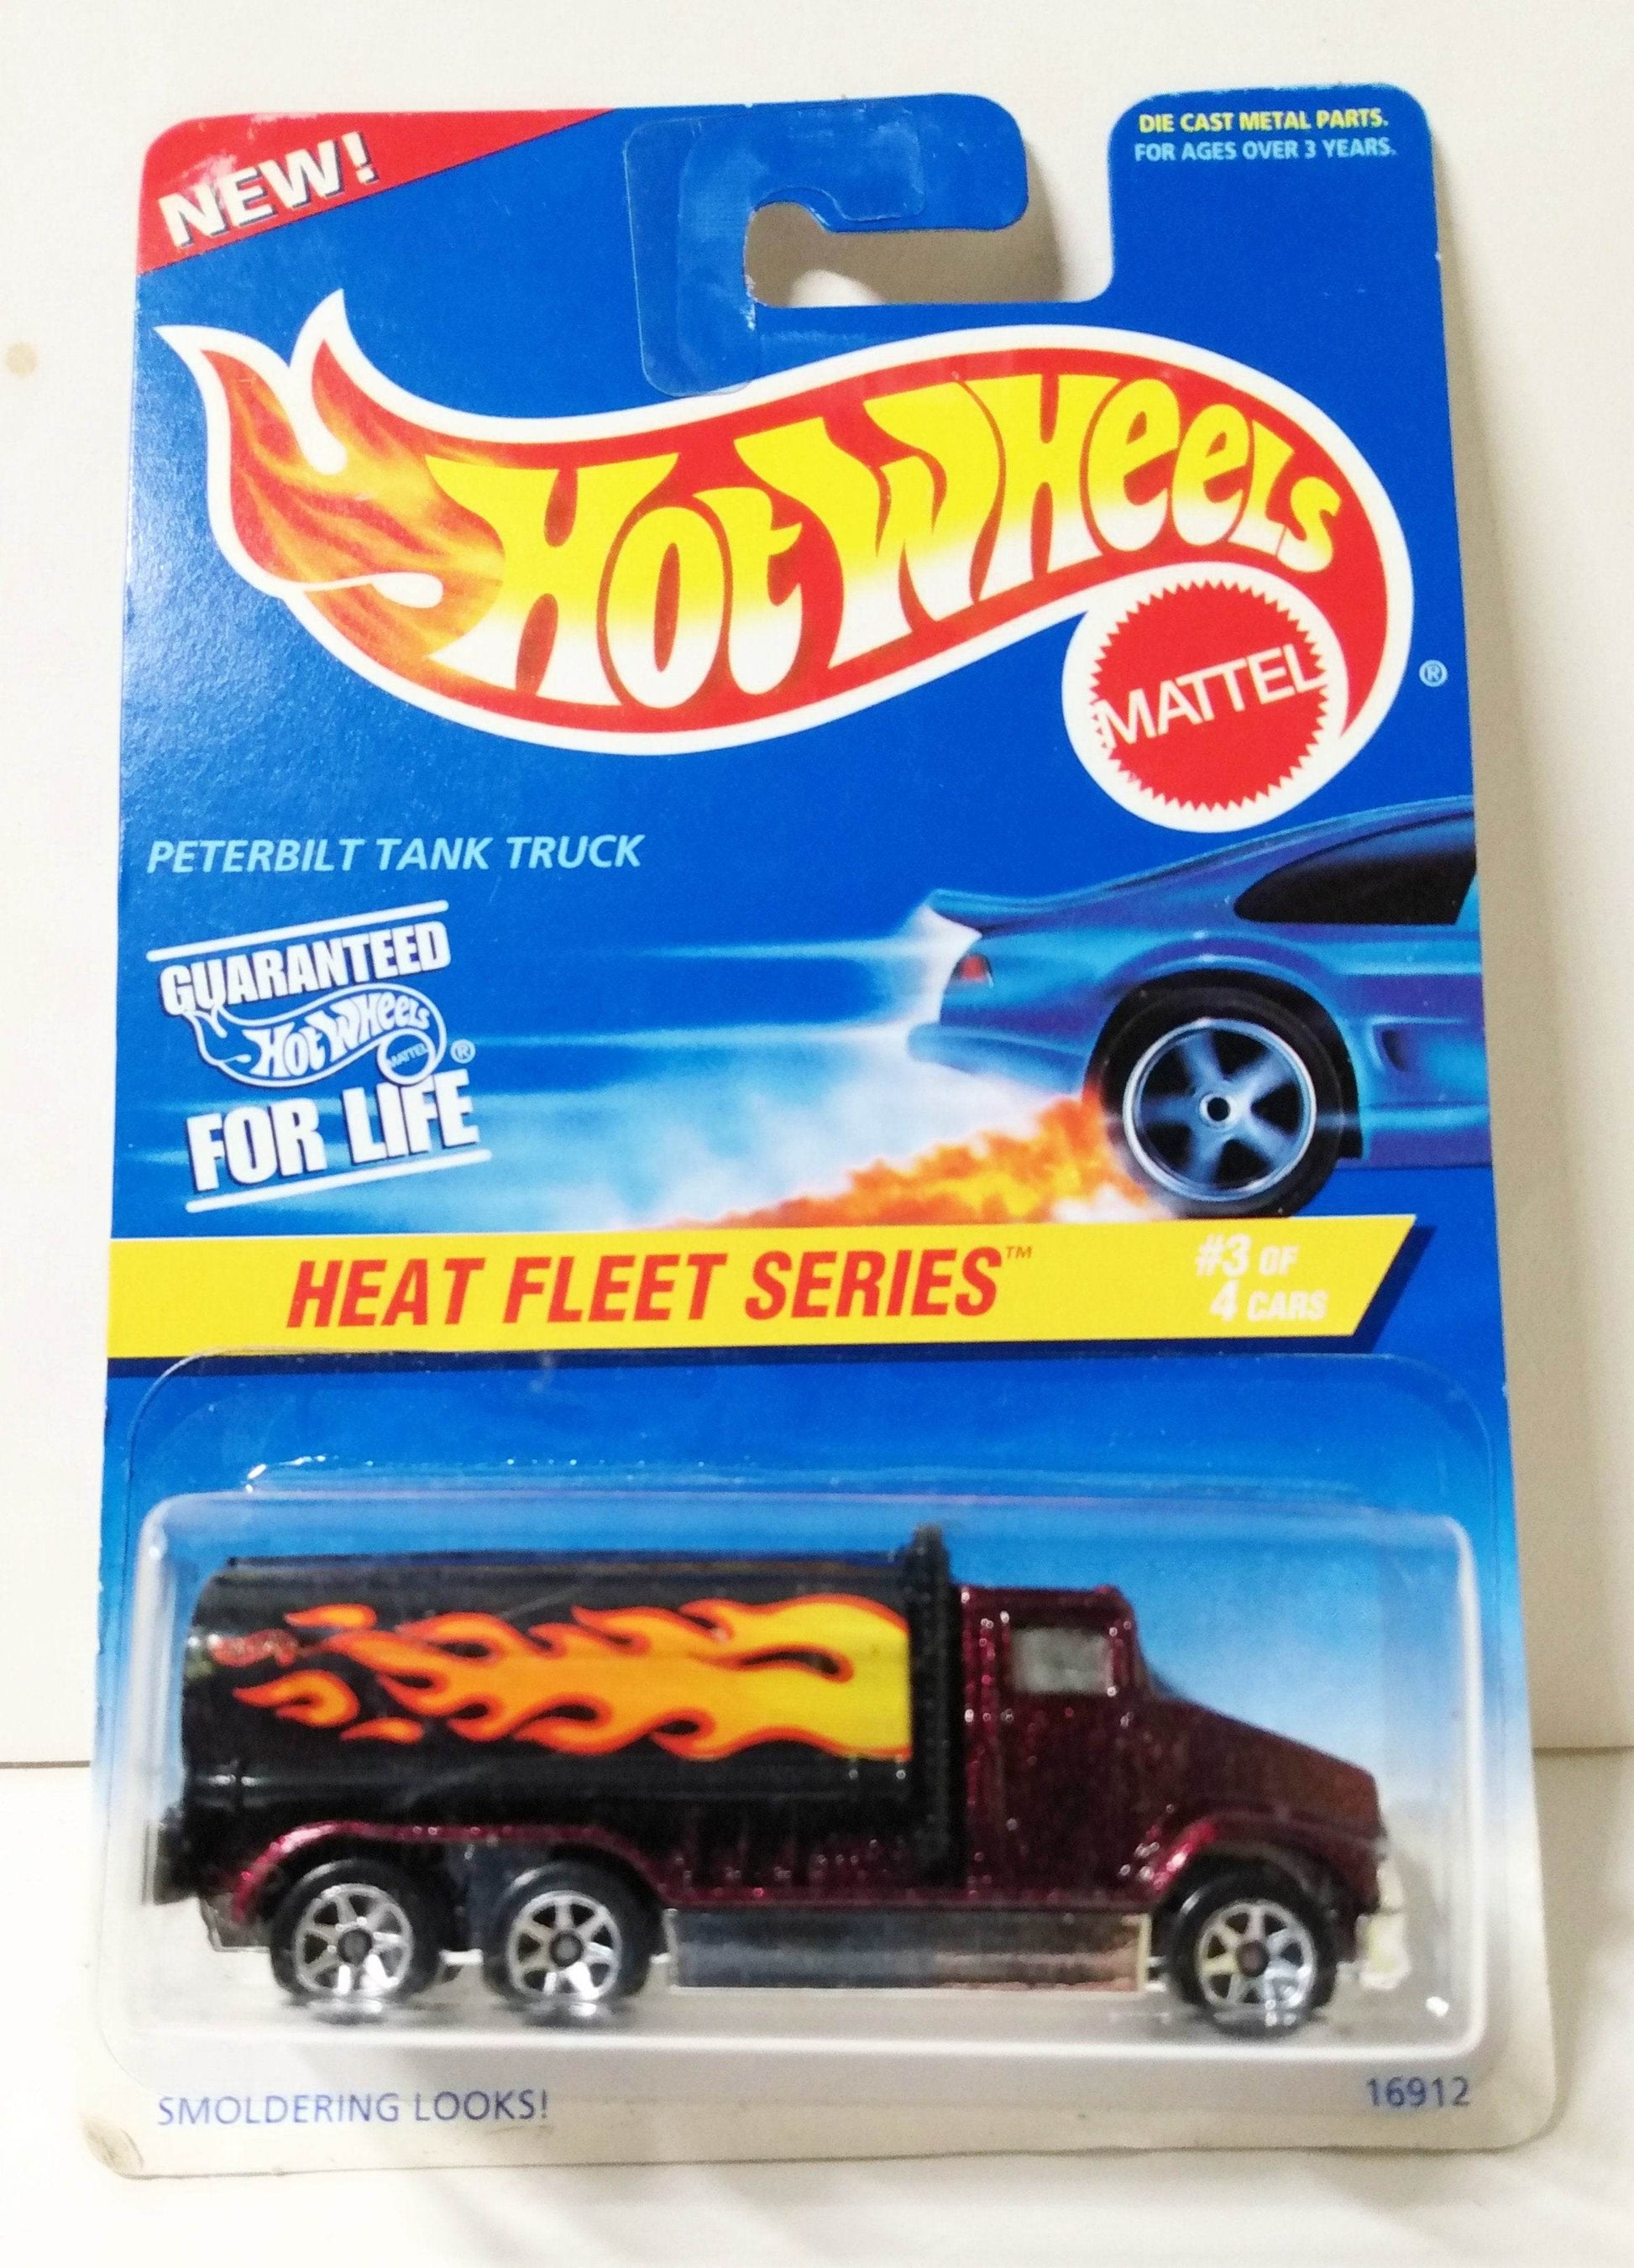 NEW!
DIE CAST METAL PARTS.
FOR AGES OVER 3 YEARS.
Hot Wheels
MATTEL
®
PETERBILT TANK TRUCK
GUARANTEED
Hot Wheels
MATTEL
®
FOR LIFE
HEAT FLEET SERIES™
#3 OF
4 CARS
SMOLDERING LOOKS!
16912